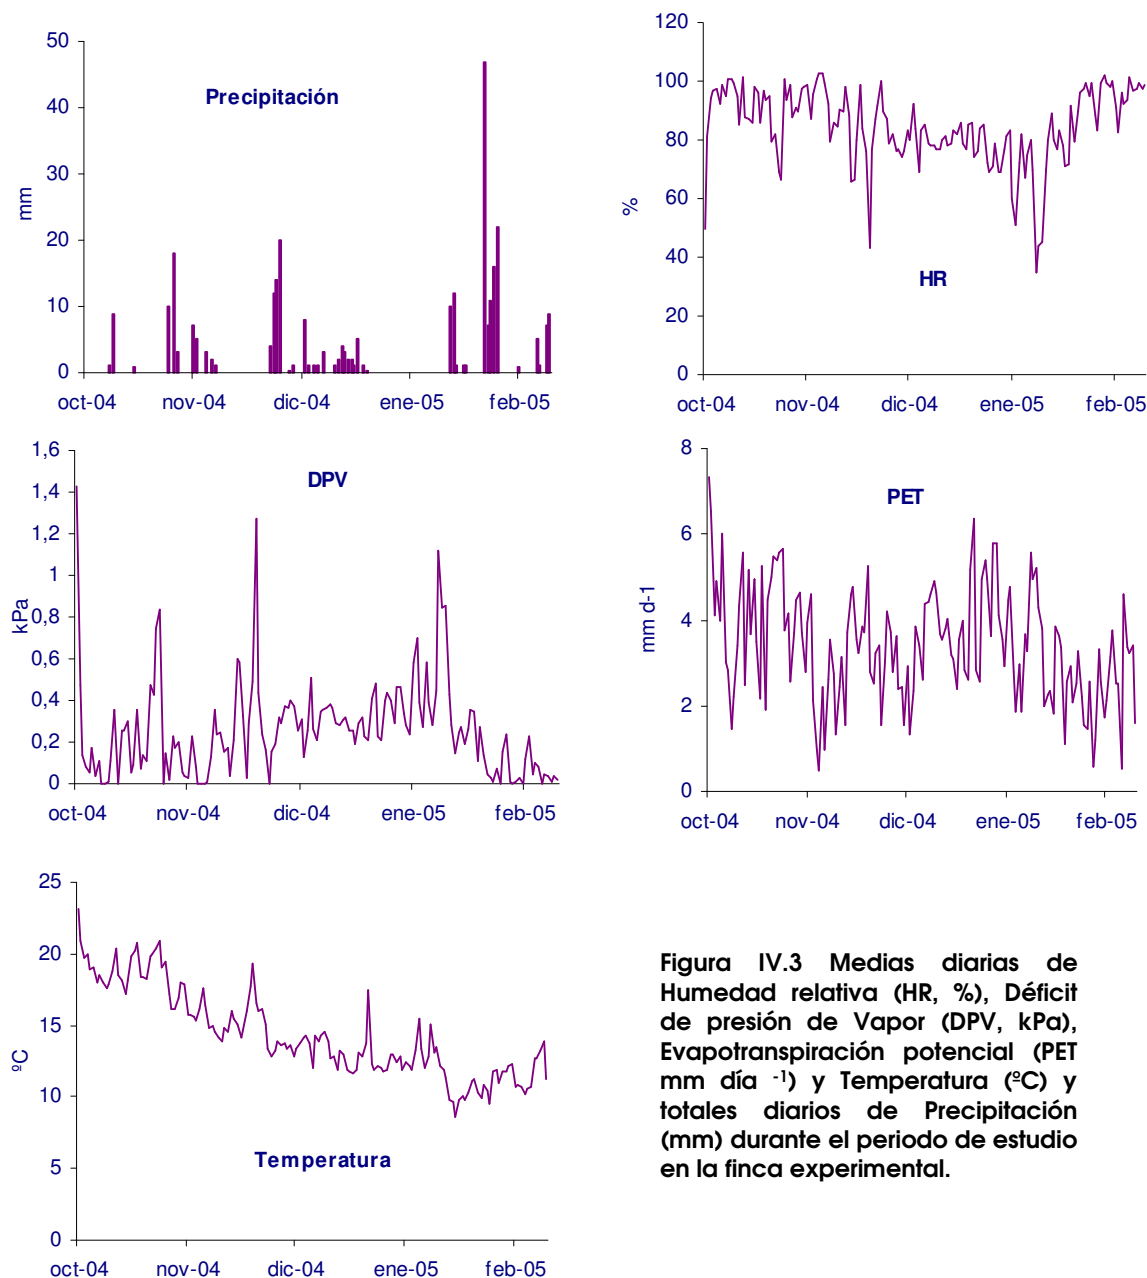 50
40
30
20
10
0
mm
Precipitación
oct-04 nov-04 dic-04 ene-05 feb-05
120
100
80
60
40
20
0
%
HR
oct-04 nov-04 dic-04 ene-05 feb-05
1,6
1,4
1,2
1
0,8
0,6
0,4
0,2
0
kPa
DPV
oct-04 nov-04 dic-04 ene-05 feb-05
8
6
4
2
0
mm d-1
PET
oct-04 nov-04 dic-04 ene-05 feb-05
25
20
15
10
5
0
ºC
Temperatura
oct-04 nov-04 dic-04 ene-05 feb-05
Figura IV.3 Medias diarias de
Humedad relativa (HR, %), Déficit
de presión de Vapor (DPV, kPa),
Evapotranspiración potencial (PET
mm día -1) y Temperatura (ºC) y
totales diarios de Precipitación
(mm) durante el periodo de estudio
en la finca experimental.